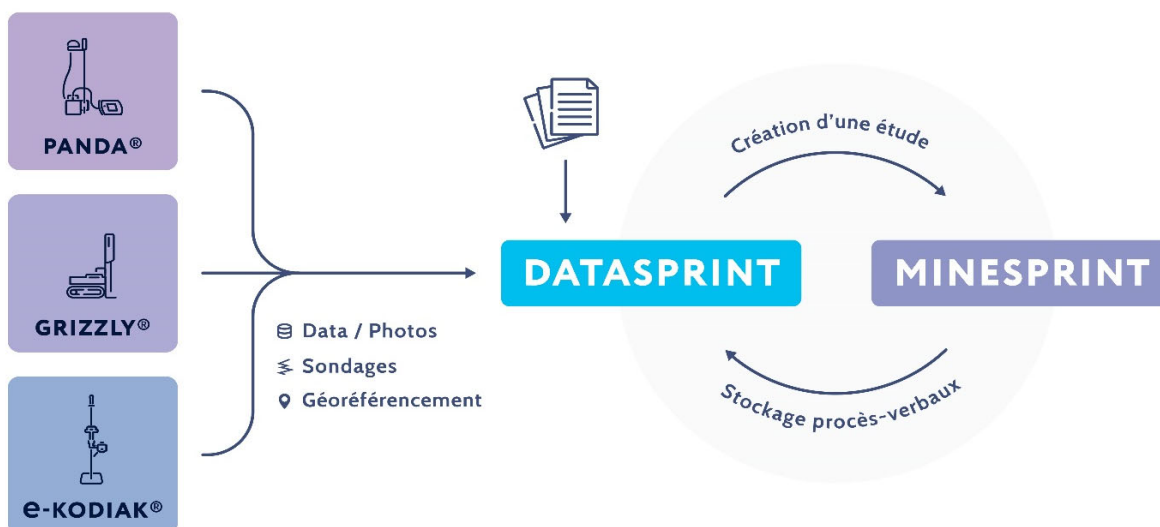 PANDA®
GRIZZLY®
e-KODIAK®
Data / Photos
Sondages
Géoréférencement
DATASPRINT
Création d'une étude
MINESPRINT
Stockage procès-verbaux